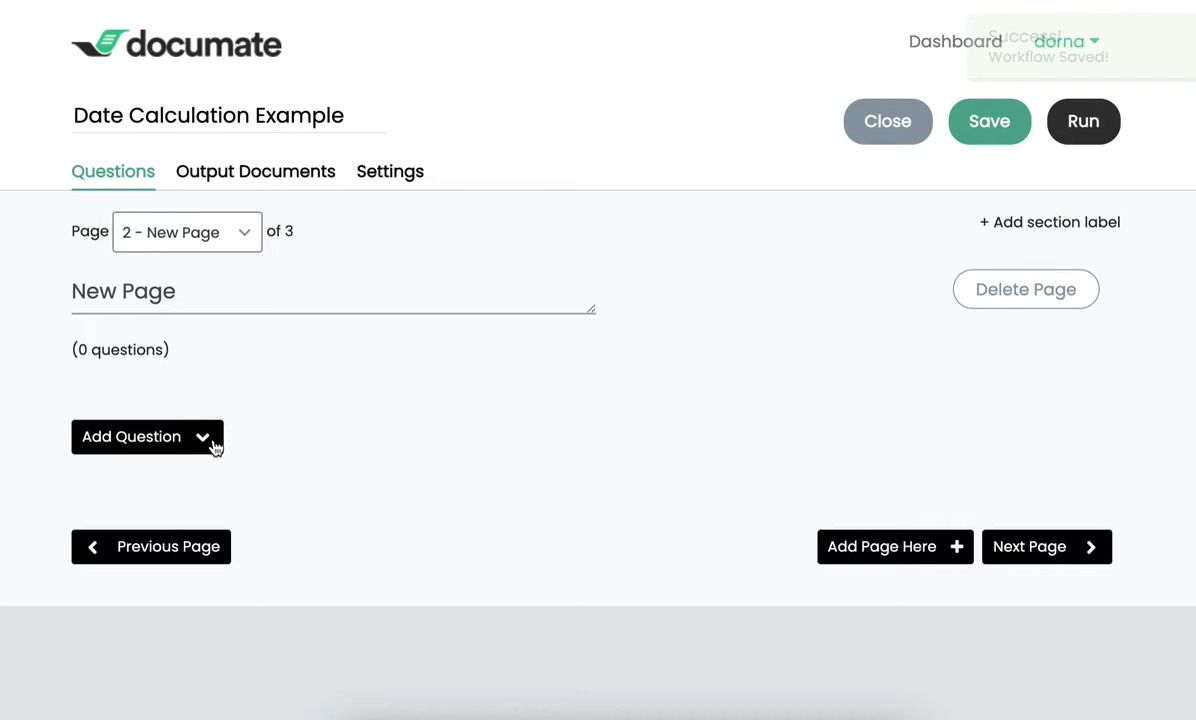 documate
Dashboard
dorna
Success!
Workflow Saved!
Date Calculation Example
Close
Save
Run
Questions
Output Documents
Settings
Page
2 - New Page
of 3
+ Add section label
New Page
Delete Page
(0 questions)
Add Question
Previous Page
Add Page Here +
Next Page